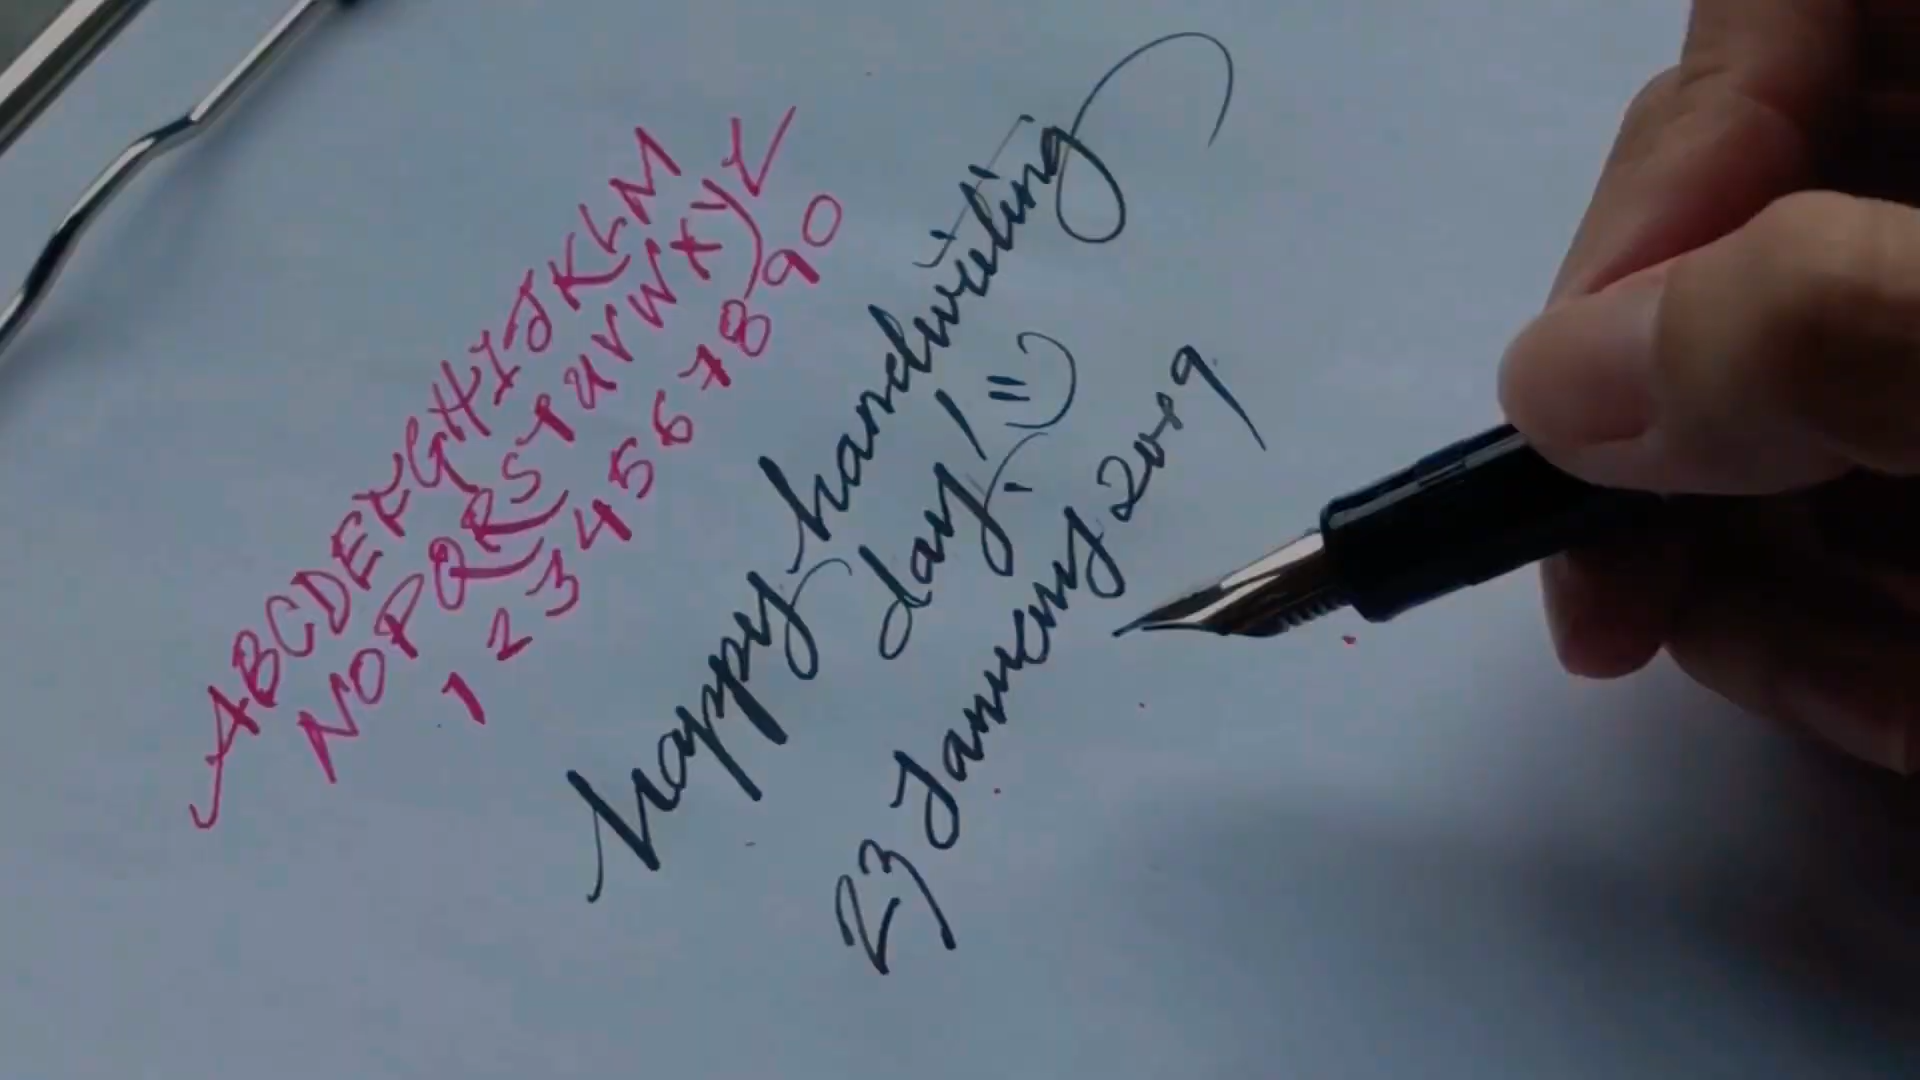 ABCDEFGHIJKLM
NOPQRSTUVWXYZ
1234567890
happy handwriting
day! :)
23 January 2019